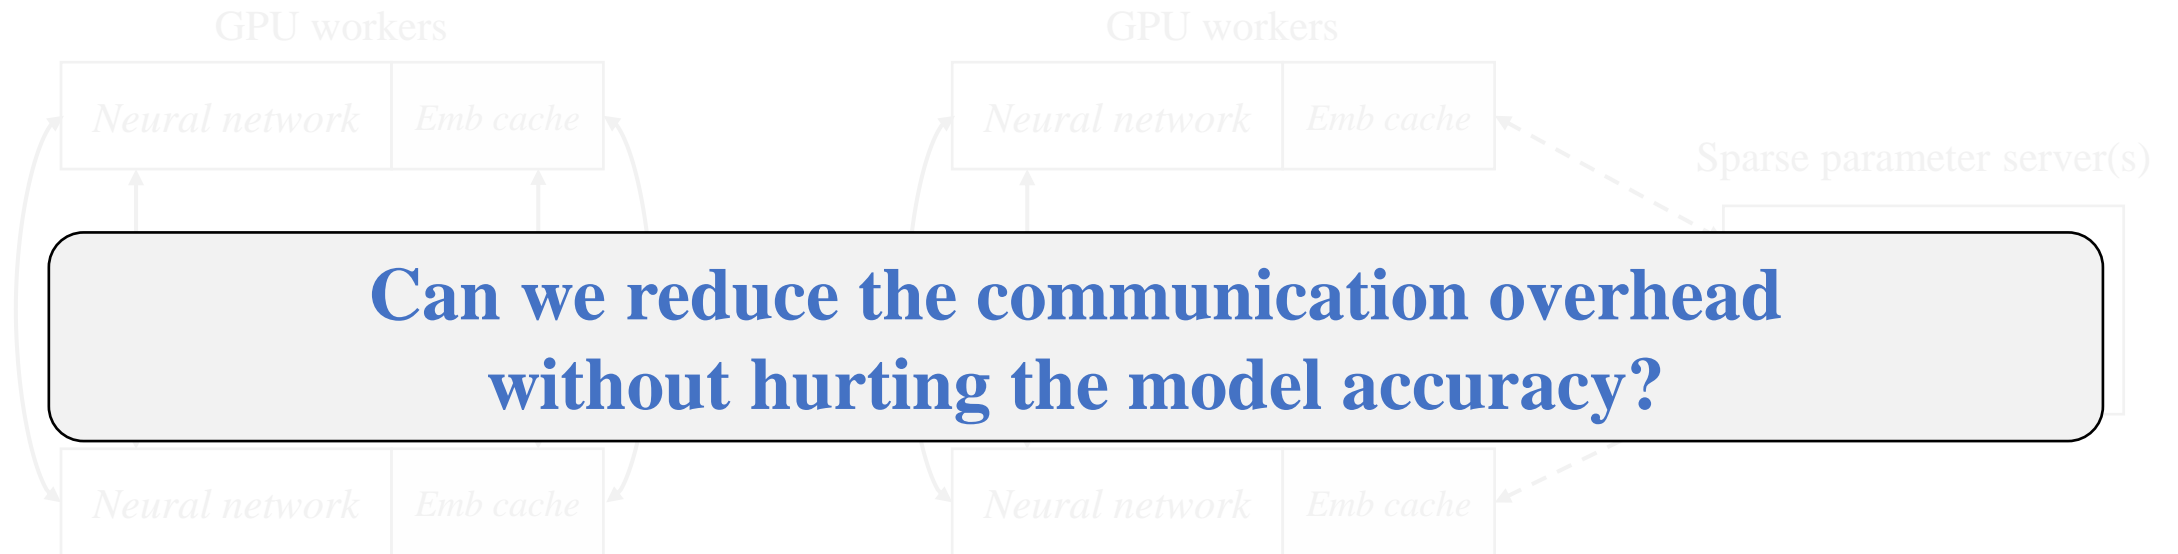 GPU workers
GPU workers
Neural network
Emb cache
Neural network
Emb cache
Sparse parameter server(s)
Can we reduce the communication overhead
without hurting the model accuracy?
Neural network
Emb cache
Neural network
Emb cache